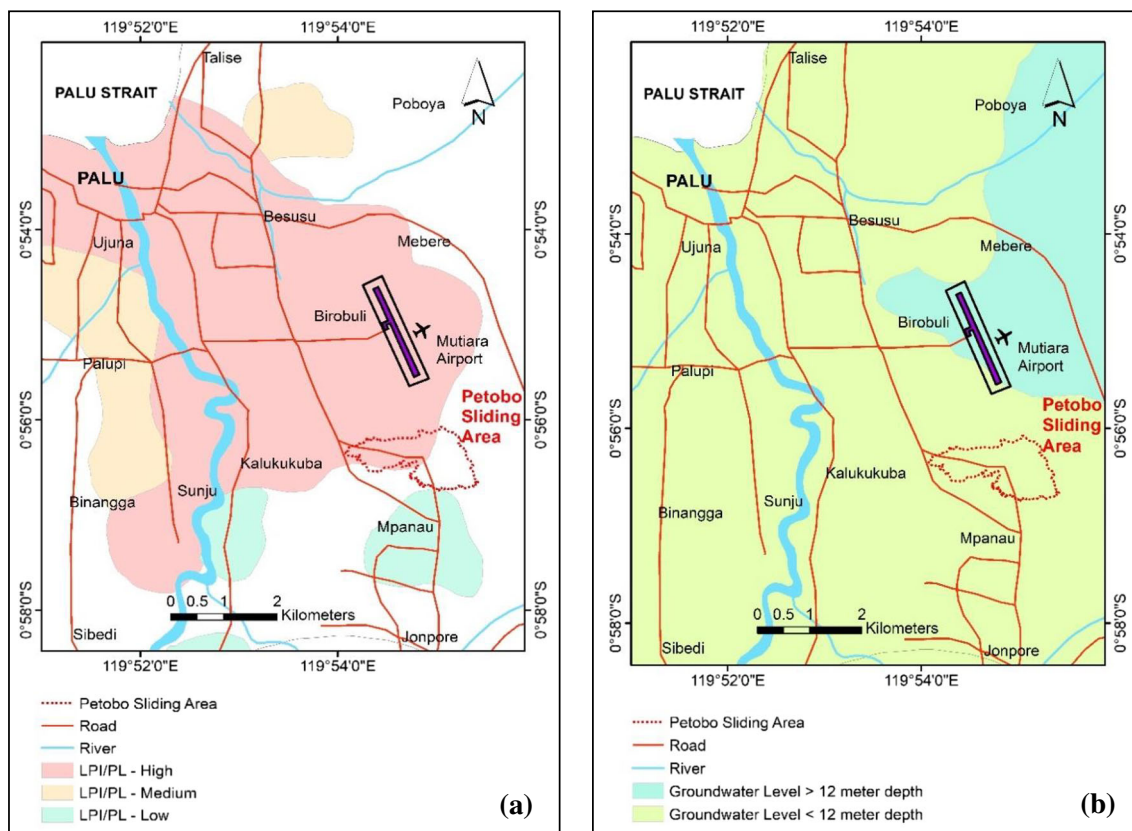 119°52'0"E
119°54'0"E
Talise
PALU STRAIT
Poboya
N
PALU
Besusu
0°54'0"S
0°54'0"S
Ujuna
Mebere
Birobuli
Mutiara
Airport
Palupi
Petobo
Sliding
Area
0°56'0"S
0°56'0"S
Kalukukuba
Binangga
Sunju
Mpanau
0°58'0"S
0°58'0"S
0 0.5 1 2
Kilometers
Sibedi
Jonpore
119°52'0"E
119°54'0"E
Petobo Sliding Area
Road
River
LPI/PL - High
LPI/PL - Medium
LPI/PL - Low
(a)
119°52'0"E
119°54'0"E
Talise
PALU STRAIT
Poboya
N
PALU
Besusu
0°54'0"S
0°54'0"S
Ujuna
Mebere
Birobuli
Mutiara
Airport
Palupi
Petobo
Sliding
Area
0°56'0"S
0°56'0"S
Kalukukuba
Binangga
Sunju
Mpanau
0°58'0"S
0°58'0"S
0 0.5 1 2
Kilometers
Sibedi
Jonpore
119°52'0"E
119°54'0"E
Petobo Sliding Area
Road
River
Groundwater Level > 12 meter depth
Groundwater Level < 12 meter depth
(b)